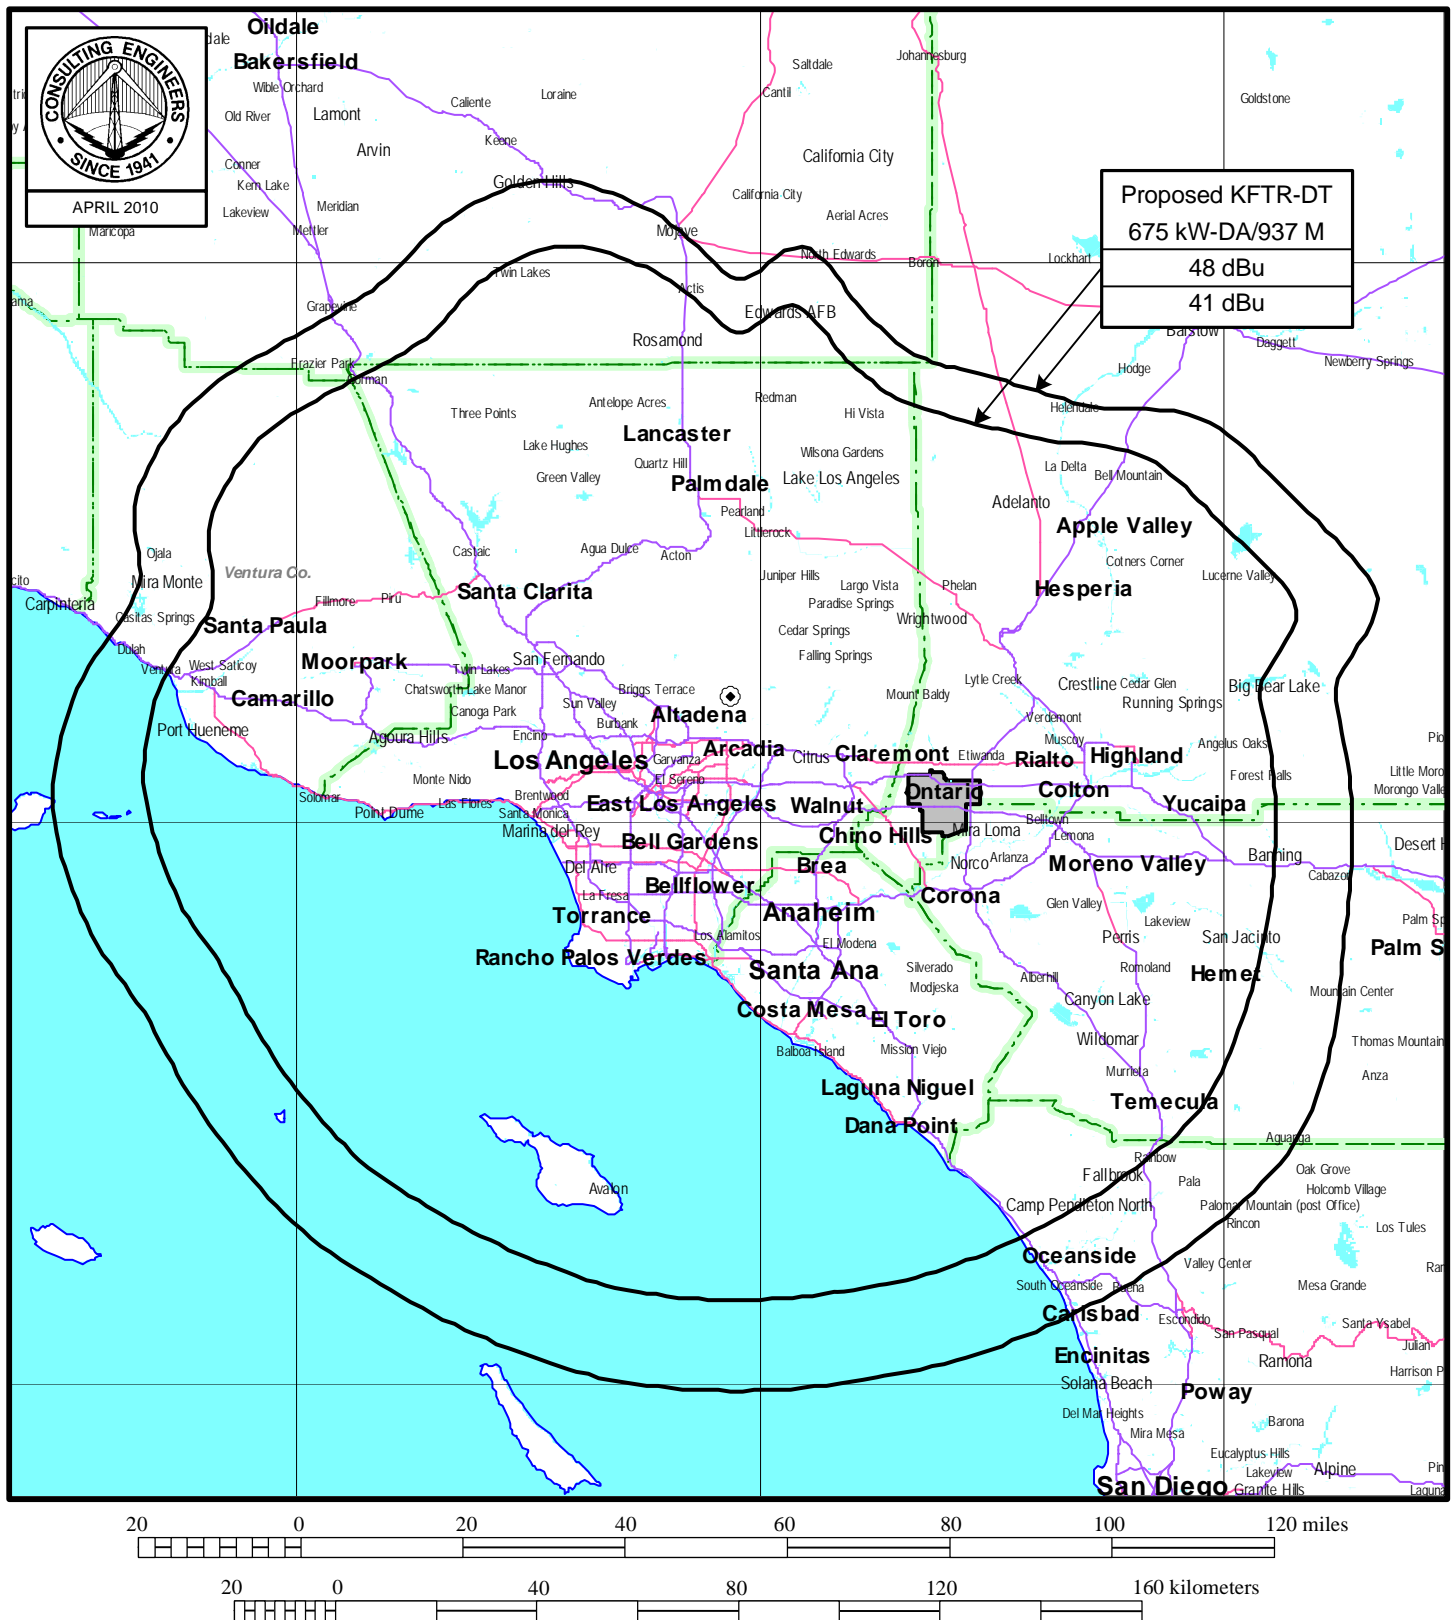 Oildale
dale
CONSULTING ENGINEERS
SINCE 1941
APRIL 2010
Bakersfield
Wible Orchard
Old River
Lamont
Caliente
Loraine
Saltdale
Cantil
Johannesburg
Goldstone
Arvin
Keene
Conner
Kern Lake
Golden Hills
California City
California City
Lakeview
Meridian
Aerial Acres
Maricopa
Mettler
Mojave
North Edwards
Boron
Lockhart
Proposed KFTR-DT
675 kW-DA/937 M
48 dBu
41 dBu
Twin Lakes
Actis
Grapevine
Edwards AFB
Rosamond
Barstow
Daggett
Newberry Springs
Frazier Park
Gorman
Hodge
Three Points
Antelope Acres
Redman
Hi Vista
Helendale
Lancaster
Lake Hughes
Quartz Hill
Wilsona Gardens
Green Valley
Palmdale
Lake Los Angeles
La Delta
Bell Mountain
Pearland
Adelanto
Littlerock
Apple Valley
Ojala
Castaic
Agua Dulce
Acton
Cotners Corner
Ventura Co.
Mira Monte
Juniper Hills
Largo Vista
Phelan
Lucerne Valley
cito
Carpinteria
Santa Clarita
Hesperia
Fillmore
Piru
Paradise Springs
Casitas Springs
Santa Paula
Wrightwood
Cedar Springs
Dulah
Falling Springs
Ventura
West Saticoy
Kimball
Moorpark
Twin Lakes
San Fernando
Camarillo
Chatsworth Lake Manor
Briggs Terrace
Mount Baldy
Lytle Creek
Crestline
Cedar Glen
Running Springs
Big Bear Lake
Canoga Park
Sun Valley
Burbank
Altadena
Verdemont
Port Hueneme
Agoura Hills
Encino
Muscoy
Angelus Oaks
Los Angeles
Arcadia
Garvanza
Citrus
Claremont
Etiwanda
Rialto
Highland
Monte Nido
El Sereno
Forest Falls
Solomar
Brentwood
Ontario
Colton
Point Dume
Las Flores
Santa Monica
East Los Angeles
Walnut
Yucaipa
Marina del Rey
Bell Gardens
Chino Hills
Mira Loma
Belltown
Lemona
Del Aire
Brea
Norco
Arlanza
Moreno Valley
Banning
Cabazon
La Fresa
Bellflower
Corona
Torrance
Anaheim
Glen Valley
Lakeview
Los Alamitos
El Modena
Perris
San Jacinto
Rancho Palos Verdes
Santa Ana
Silverado
Modjeska
Alberhill
Romoland
Hemet
Palm S
Costa Mesa
El Toro
Canyon Lake
Mountain Center
Balboa Island
Mission Viejo
Wildomar
Thomas Mountain
Murrieta
Anza
Laguna Niguel
Temecula
Dana Point
Aguanga
Rainbow
Avalon
Fallbrook
Pala
Oak Grove
Holcomb Village
Camp Pendleton North
Palomar Mountain (post Office)
Rincon
Los Tules
Oceanside
Valley Center
South Oceanside
Buena
Mesa Grande
Carlsbad
Escondido
San Pasqual
Santa Ysabel
Julian
Encinitas
Ramona
Solana Beach
Poway
Del Mar Heights
Mira Mesa
Barona
Eucalyptus Hills
Lakeview
Alpine
San Diego
Granite Hills
20 0 20 40 60 80 100 120 miles
20 0 40 80 120 160 kilometers